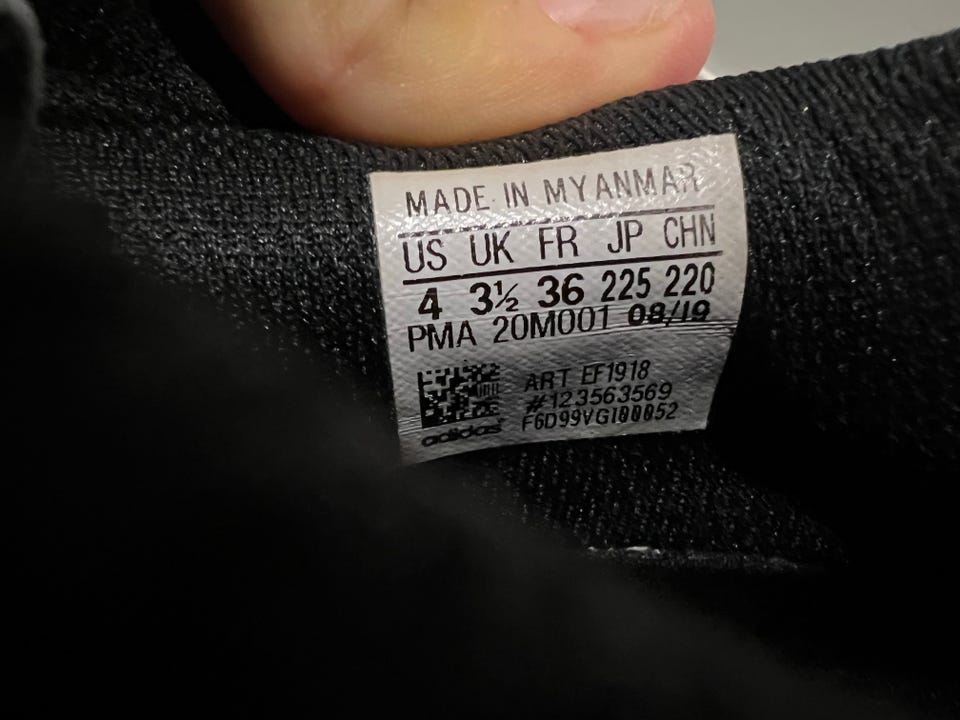 MADE IN MYANMAR
US UK FR JP CHN
4 3½ 36 225 220
PMA 20M001 08/19
ART EF1918
#123563569
F6D99VG100052
adidas